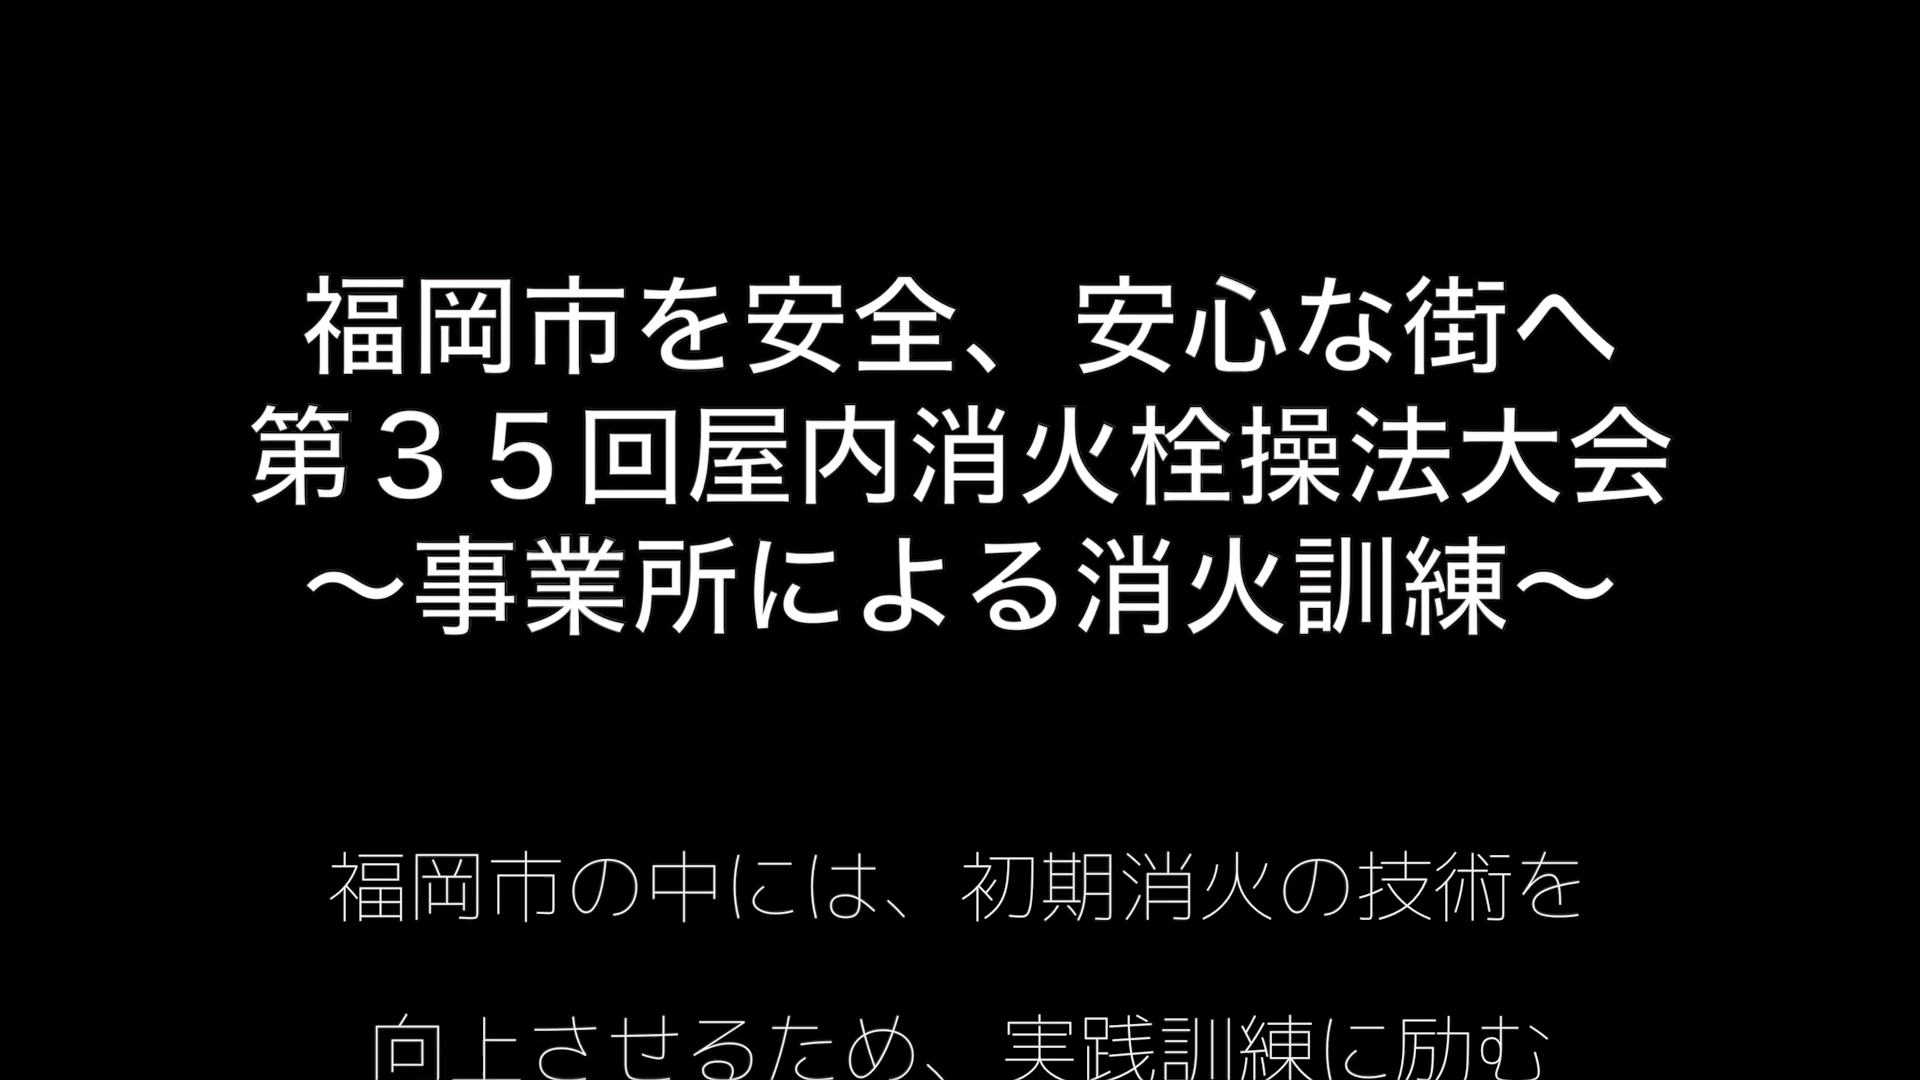 福岡市を安全、安心な街へ
第３５回屋内消火栓操法大会
～事業所による消火訓練～
福岡市の中には、初期消火の技術を
向上させるため、実践訓練に励む